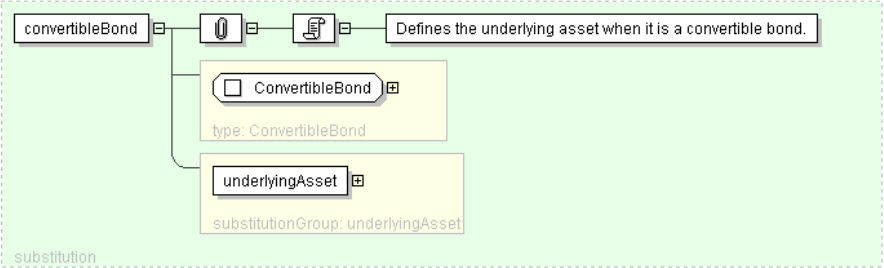 convertibleBond
Defines the underlying asset when it is a convertible bond.
ConvertibleBond
type: ConvertibleBond
underlyingAsset
substitutionGroup: underlyingAsset
substitution